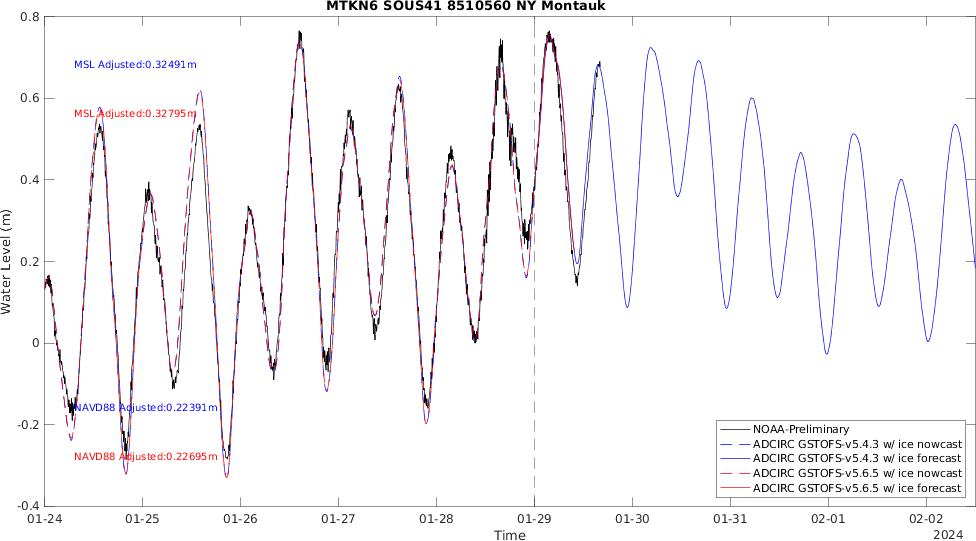 MTKN6 SOUS41 8510560 NY Montauk
0.8
0.6
0.4
0.2
0
-0.2
-0.4
Water Level (m)
MSL Adjusted:0.32491m
MSL Adjusted:0.32795m
NAVD88 Adjusted:0.22391m
NAVD88 Adjusted:0.22695m
NOAA-Preliminary
ADCIRC GSTOFS-v5.4.3 w/ ice nowcast
ADCIRC GSTOFS-v5.4.3 w/ ice forecast
ADCIRC GSTOFS-v5.6.5 w/ ice nowcast
ADCIRC GSTOFS-v5.6.5 w/ ice forecast
01-24 01-25 01-26 01-27 01-28 01-29 01-30 01-31 02-01 02-02
Time
2024